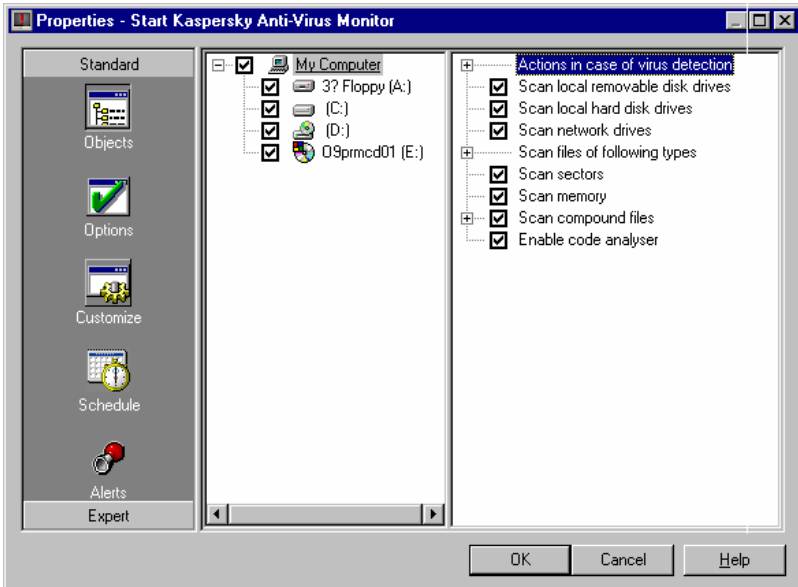 Properties - Start Kaspersky Anti-Virus Monitor
Standard
Objects
Options
Customize
Schedule
Alerts
Expert
My Computer
3? Floppy (A:)
(C:)
(D:)
09prmcd01 (E:)
Actions in case of virus detection
Scan local removable disk drives
Scan local hard disk drives
Scan network drives
Scan files of following types
Scan sectors
Scan memory
Scan compound files
Enable code analyser
OK
Cancel
Help